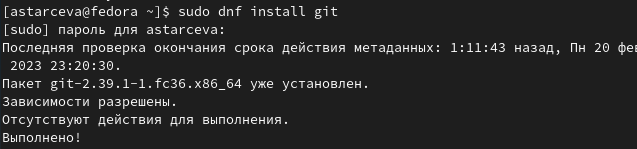 [astarceva@fedora ~]$ sudo dnf install git
[sudo] пароль для astarceva:
Последняя проверка окончания срока действия метаданных: 1:11:43 назад, Пн 20 фев
 2023 23:20:30.
Пакет git-2.39.1-1.fc36.x86_64 уже установлен.
Зависимости разрешены.
Отсутствуют действия для выполнения.
Выполнено!